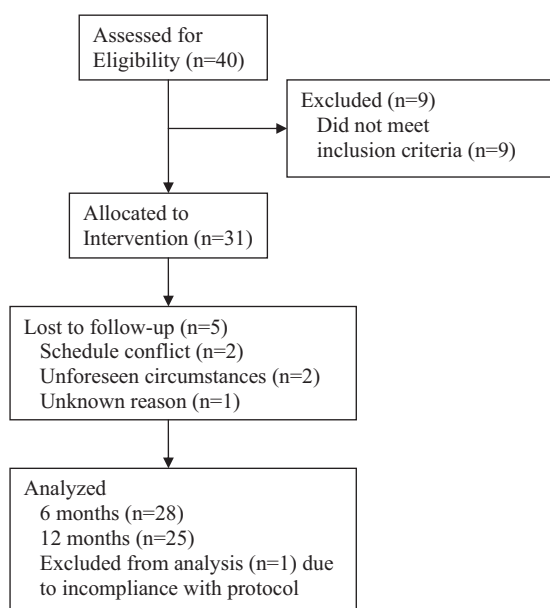 Assessed for
Eligibility (n=40)
Excluded (n=9)
Did not meet
inclusion criteria (n=9)
Allocated to
Intervention (n=31)
Lost to follow-up (n=5)
Schedule conflict (n=2)
Unforeseen circumstances (n=2)
Unknown reason (n=1)
Analyzed
6 months (n=28)
12 months (n=25)
Excluded from analysis (n=1) due
to incompliance with protocol